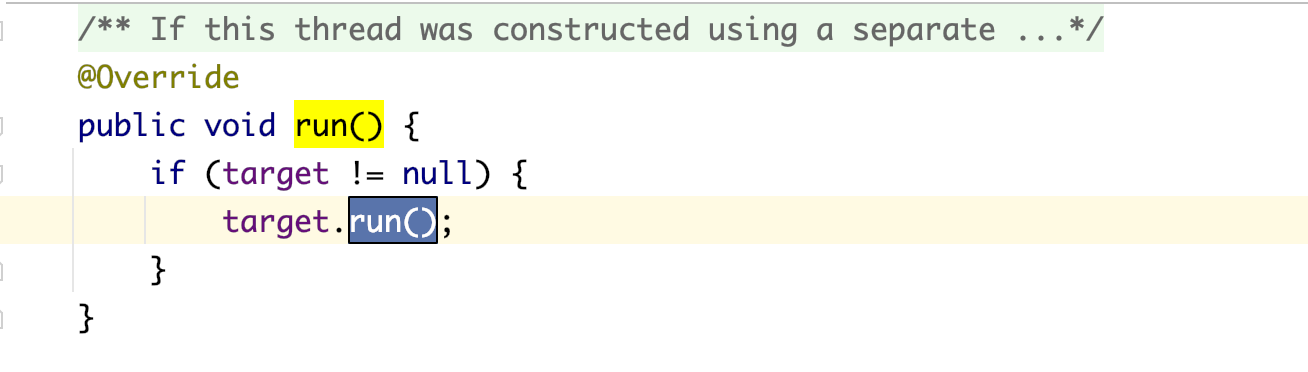 /** If this thread was constructed using a separate ...*/
@Override
public void run() {
if (target != null) {
target.run();
}
}